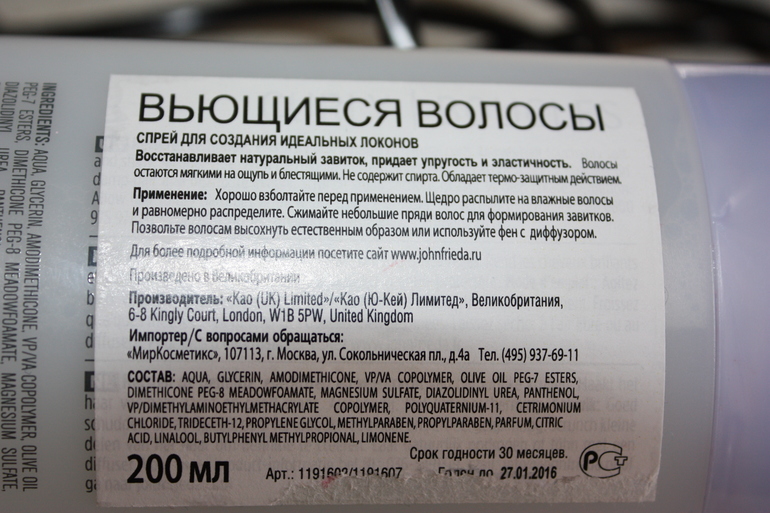 ВЬЮЩИЕСЯ ВОЛОСЫ
СПРЕЙ ДЛЯ СОЗДАНИЯ ИДЕАЛЬНЫХ ЛОКОНОВ
Восстанавливает натуральный завиток, придает упругость и эластичность. Волосы
остаются мягкими на ощупь и блестящими. Не содержит спирта. Обладает термо-защитным действием.
Применение: Хорошо взболтайте перед применением. Щедро распылите на влажные волосы
и равномерно распределите. Сжимайте небольшие пряди волос для формирования завитков.
Позвольте волосам высохнуть естественным образом или используйте фен с диффузором.
Для более подробной информации посетите сайт www.johnfrieda.ru
Произведено в Великобритании
Производитель: «Kao (UK) Limited»/«Као (Ю-Кей) Лимитед», Великобритания,
6-8 Kingly Court, London, W1B 5PW, United Kingdom
Импортер/С вопросами обращаться:
«МирКосметикс», 107113, г. Москва, ул. Сокольническая пл., д.4а Тел. (495) 937-69-11
СОСТАВ: AQUA, GLYCERIN, AMODIMETHICONE, VP/VA COPOLYMER, OLIVE OIL PEG-7 ESTERS,
DIMETHICONE PEG-8 MEADOWFOAMATE, MAGNESIUM SULFATE, DIAZOLIDINYL UREA, PANTHENOL,
VP/DIMETHYLAMINOETHYLMETHACRYLATE COPOLYMER, POLYQUATERNIUM-11, CETRIMONIUM
CHLORIDE, TRIDECETH-12, PROPYLENE GLYCOL, METHYLPARABEN, PROPYLPARABEN, PARFUM, CITRIC
ACID, LINALOOL, BUTYLPHENYL METHYLPROPIONAL, LIMONENE.
Срок годности 30 месяцев.
200 мл Арт.: 1191602/1191607 Годен до 27.01.2016
РСТ
INGREDIENTS: AQUA, GLYCERIN, AMODIMETHICONE, VP/VA COPOLYMER, OLIVE OIL
PEG-7 ESTERS, DIMETHICONE PEG-8 MEADOWFOAMATE, MAGNESIUM SULFATE,